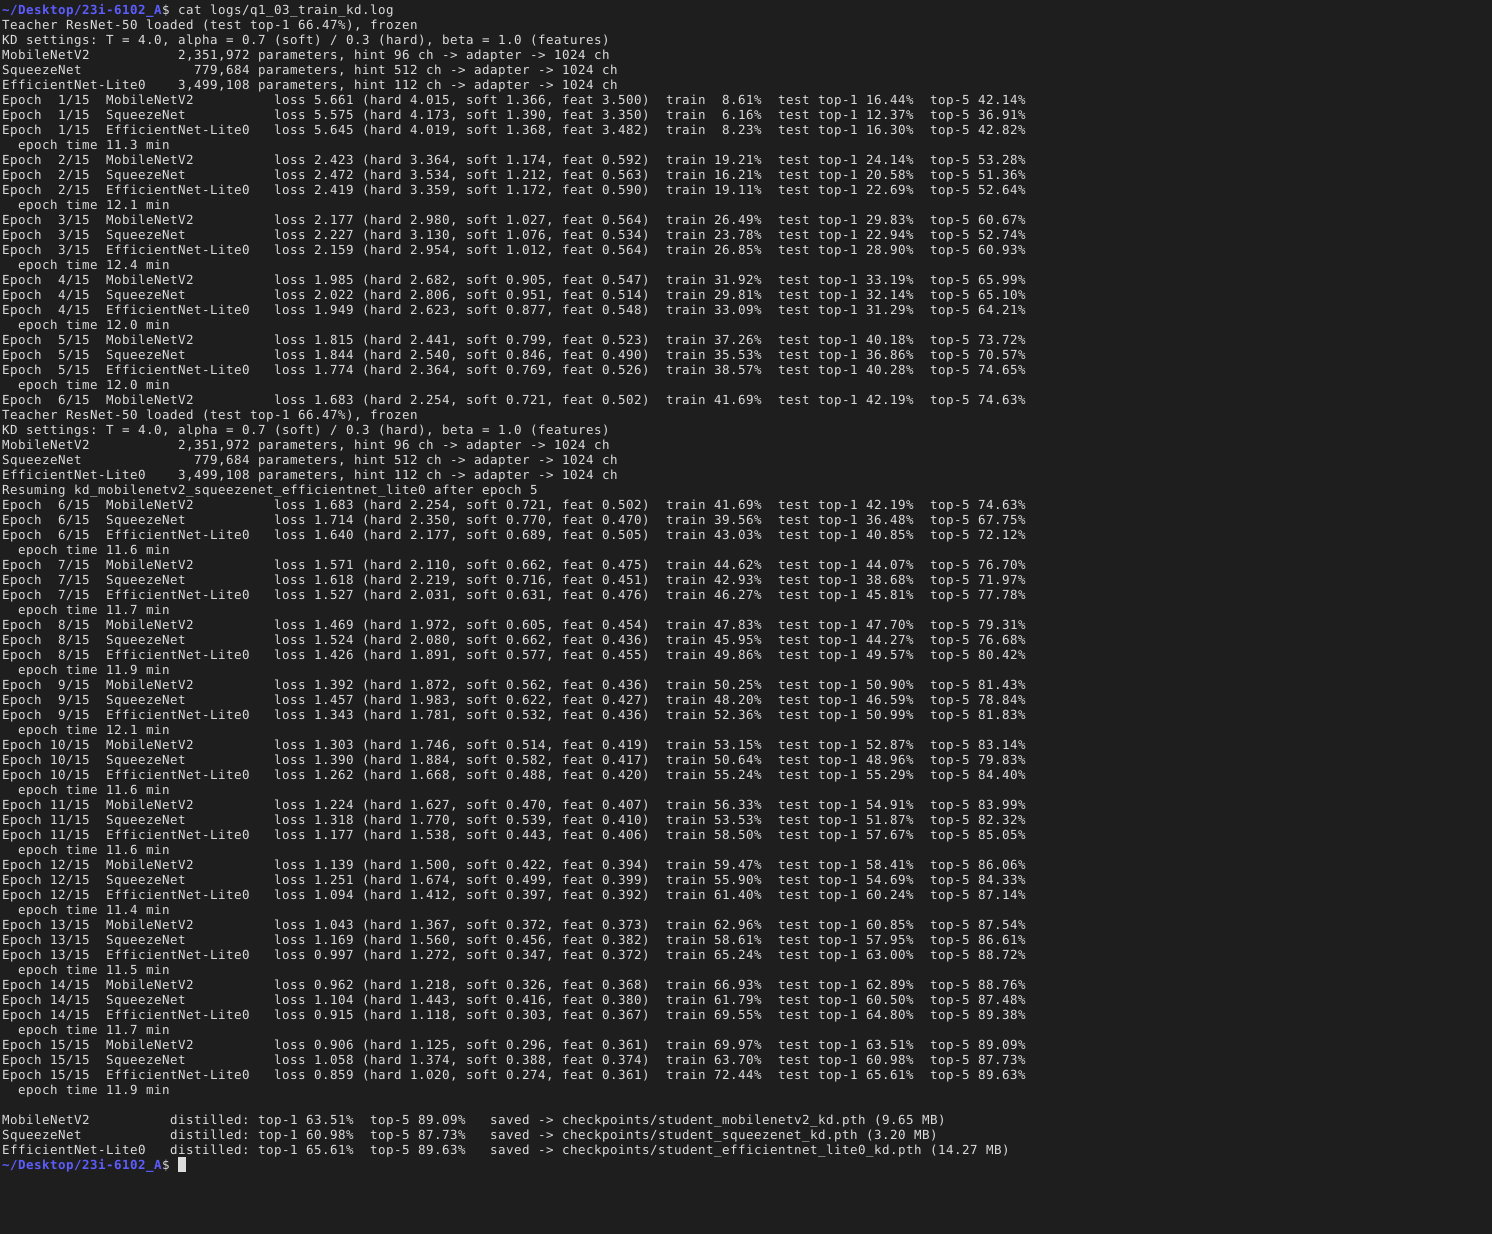 ~/Desktop/23i-6102_A$ cat logs/q1_03_train_kd.log
Teacher ResNet-50 loaded (test top-1 66.47%), frozen
KD settings: T = 4.0, alpha = 0.7 (soft) / 0.3 (hard), beta = 1.0 (features)
MobileNetV2           2,351,972 parameters, hint 96 ch -> adapter -> 1024 ch
SqueezeNet              779,684 parameters, hint 512 ch -> adapter -> 1024 ch
EfficientNet-Lite0    3,499,108 parameters, hint 112 ch -> adapter -> 1024 ch
Epoch  1/15  MobileNetV2          loss 5.661 (hard 4.015, soft 1.366, feat 3.500)  train  8.61%  test top-1 16.44%  top-5 42.14%
Epoch  1/15  SqueezeNet           loss 5.575 (hard 4.173, soft 1.390, feat 3.350)  train  6.16%  test top-1 12.37%  top-5 36.91%
Epoch  1/15  EfficientNet-Lite0   loss 5.645 (hard 4.019, soft 1.368, feat 3.482)  train  8.23%  test top-1 16.30%  top-5 42.82%
  epoch time 11.3 min
Epoch  2/15  MobileNetV2          loss 2.423 (hard 3.364, soft 1.174, feat 0.592)  train 19.21%  test top-1 24.14%  top-5 53.28%
Epoch  2/15  SqueezeNet           loss 2.472 (hard 3.534, soft 1.212, feat 0.563)  train 16.21%  test top-1 20.58%  top-5 51.36%
Epoch  2/15  EfficientNet-Lite0   loss 2.419 (hard 3.359, soft 1.172, feat 0.590)  train 19.11%  test top-1 22.69%  top-5 52.64%
  epoch time 12.1 min
Epoch  3/15  MobileNetV2          loss 2.177 (hard 2.980, soft 1.027, feat 0.564)  train 26.49%  test top-1 29.83%  top-5 60.67%
Epoch  3/15  SqueezeNet           loss 2.227 (hard 3.130, soft 1.076, feat 0.534)  train 23.78%  test top-1 22.94%  top-5 52.74%
Epoch  3/15  EfficientNet-Lite0   loss 2.159 (hard 2.954, soft 1.012, feat 0.564)  train 26.85%  test top-1 28.90%  top-5 60.93%
  epoch time 12.4 min
Epoch  4/15  MobileNetV2          loss 1.985 (hard 2.682, soft 0.905, feat 0.547)  train 31.92%  test top-1 33.19%  top-5 65.99%
Epoch  4/15  SqueezeNet           loss 2.022 (hard 2.806, soft 0.951, feat 0.514)  train 29.81%  test top-1 32.14%  top-5 65.10%
Epoch  4/15  EfficientNet-Lite0   loss 1.949 (hard 2.623, soft 0.877, feat 0.548)  train 33.09%  test top-1 31.29%  top-5 64.21%
  epoch time 12.0 min
Epoch  5/15  MobileNetV2          loss 1.815 (hard 2.441, soft 0.799, feat 0.523)  train 37.26%  test top-1 40.18%  top-5 73.72%
Epoch  5/15  SqueezeNet           loss 1.844 (hard 2.540, soft 0.846, feat 0.490)  train 35.53%  test top-1 36.86%  top-5 70.57%
Epoch  5/15  EfficientNet-Lite0   loss 1.774 (hard 2.364, soft 0.769, feat 0.526)  train 38.57%  test top-1 40.28%  top-5 74.65%
  epoch time 12.0 min
Epoch  6/15  MobileNetV2          loss 1.683 (hard 2.254, soft 0.721, feat 0.502)  train 41.69%  test top-1 42.19%  top-5 74.63%
Teacher ResNet-50 loaded (test top-1 66.47%), frozen
KD settings: T = 4.0, alpha = 0.7 (soft) / 0.3 (hard), beta = 1.0 (features)
MobileNetV2           2,351,972 parameters, hint 96 ch -> adapter -> 1024 ch
SqueezeNet              779,684 parameters, hint 512 ch -> adapter -> 1024 ch
EfficientNet-Lite0    3,499,108 parameters, hint 112 ch -> adapter -> 1024 ch
Resuming kd_mobilenetv2_squeezenet_efficientnet_lite0 after epoch 5
Epoch  6/15  MobileNetV2          loss 1.683 (hard 2.254, soft 0.721, feat 0.502)  train 41.69%  test top-1 42.19%  top-5 74.63%
Epoch  6/15  SqueezeNet           loss 1.714 (hard 2.350, soft 0.770, feat 0.470)  train 39.56%  test top-1 36.48%  top-5 67.75%
Epoch  6/15  EfficientNet-Lite0   loss 1.640 (hard 2.177, soft 0.689, feat 0.505)  train 43.03%  test top-1 40.85%  top-5 72.12%
  epoch time 11.6 min
Epoch  7/15  MobileNetV2          loss 1.571 (hard 2.110, soft 0.662, feat 0.475)  train 44.62%  test top-1 44.07%  top-5 76.70%
Epoch  7/15  SqueezeNet           loss 1.618 (hard 2.219, soft 0.716, feat 0.451)  train 42.93%  test top-1 38.68%  top-5 71.97%
Epoch  7/15  EfficientNet-Lite0   loss 1.527 (hard 2.031, soft 0.631, feat 0.476)  train 46.27%  test top-1 45.81%  top-5 77.78%
  epoch time 11.7 min
Epoch  8/15  MobileNetV2          loss 1.469 (hard 1.972, soft 0.605, feat 0.454)  train 47.83%  test top-1 47.70%  top-5 79.31%
Epoch  8/15  SqueezeNet           loss 1.524 (hard 2.080, soft 0.662, feat 0.436)  train 45.95%  test top-1 44.27%  top-5 76.68%
Epoch  8/15  EfficientNet-Lite0   loss 1.426 (hard 1.891, soft 0.577, feat 0.455)  train 49.86%  test top-1 49.57%  top-5 80.42%
  epoch time 11.9 min
Epoch  9/15  MobileNetV2          loss 1.392 (hard 1.872, soft 0.562, feat 0.436)  train 50.25%  test top-1 50.90%  top-5 81.43%
Epoch  9/15  SqueezeNet           loss 1.457 (hard 1.983, soft 0.622, feat 0.427)  train 48.20%  test top-1 46.59%  top-5 78.84%
Epoch  9/15  EfficientNet-Lite0   loss 1.343 (hard 1.781, soft 0.532, feat 0.436)  train 52.36%  test top-1 50.99%  top-5 81.83%
  epoch time 12.1 min
Epoch 10/15  MobileNetV2          loss 1.303 (hard 1.746, soft 0.514, feat 0.419)  train 53.15%  test top-1 52.87%  top-5 83.14%
Epoch 10/15  SqueezeNet           loss 1.390 (hard 1.884, soft 0.582, feat 0.417)  train 50.64%  test top-1 48.96%  top-5 79.83%
Epoch 10/15  EfficientNet-Lite0   loss 1.262 (hard 1.668, soft 0.488, feat 0.420)  train 55.24%  test top-1 55.29%  top-5 84.40%
  epoch time 11.6 min
Epoch 11/15  MobileNetV2          loss 1.224 (hard 1.627, soft 0.470, feat 0.407)  train 56.33%  test top-1 54.91%  top-5 83.99%
Epoch 11/15  SqueezeNet           loss 1.318 (hard 1.770, soft 0.539, feat 0.410)  train 53.53%  test top-1 51.87%  top-5 82.32%
Epoch 11/15  EfficientNet-Lite0   loss 1.177 (hard 1.538, soft 0.443, feat 0.406)  train 58.50%  test top-1 57.67%  top-5 85.05%
  epoch time 11.6 min
Epoch 12/15  MobileNetV2          loss 1.139 (hard 1.500, soft 0.422, feat 0.394)  train 59.47%  test top-1 58.41%  top-5 86.06%
Epoch 12/15  SqueezeNet           loss 1.251 (hard 1.674, soft 0.499, feat 0.399)  train 55.90%  test top-1 54.69%  top-5 84.33%
Epoch 12/15  EfficientNet-Lite0   loss 1.094 (hard 1.412, soft 0.397, feat 0.392)  train 61.40%  test top-1 60.24%  top-5 87.14%
  epoch time 11.4 min
Epoch 13/15  MobileNetV2          loss 1.043 (hard 1.367, soft 0.372, feat 0.373)  train 62.96%  test top-1 60.85%  top-5 87.54%
Epoch 13/15  SqueezeNet           loss 1.169 (hard 1.560, soft 0.456, feat 0.382)  train 58.61%  test top-1 57.95%  top-5 86.61%
Epoch 13/15  EfficientNet-Lite0   loss 0.997 (hard 1.272, soft 0.347, feat 0.372)  train 65.24%  test top-1 63.00%  top-5 88.72%
  epoch time 11.5 min
Epoch 14/15  MobileNetV2          loss 0.962 (hard 1.218, soft 0.326, feat 0.368)  train 66.93%  test top-1 62.89%  top-5 88.76%
Epoch 14/15  SqueezeNet           loss 1.104 (hard 1.443, soft 0.416, feat 0.380)  train 61.79%  test top-1 60.50%  top-5 87.48%
Epoch 14/15  EfficientNet-Lite0   loss 0.915 (hard 1.118, soft 0.303, feat 0.367)  train 69.55%  test top-1 64.80%  top-5 89.38%
  epoch time 11.7 min
Epoch 15/15  MobileNetV2          loss 0.906 (hard 1.125, soft 0.296, feat 0.361)  train 69.97%  test top-1 63.51%  top-5 89.09%
Epoch 15/15  SqueezeNet           loss 1.058 (hard 1.374, soft 0.388, feat 0.374)  train 63.70%  test top-1 60.98%  top-5 87.73%
Epoch 15/15  EfficientNet-Lite0   loss 0.859 (hard 1.020, soft 0.274, feat 0.361)  train 72.44%  test top-1 65.61%  top-5 89.63%
  epoch time 11.9 min

MobileNetV2          distilled: top-1 63.51%  top-5 89.09%   saved -> checkpoints/student_mobilenetv2_kd.pth (9.65 MB)
SqueezeNet           distilled: top-1 60.98%  top-5 87.73%   saved -> checkpoints/student_squeezenet_kd.pth (3.20 MB)
EfficientNet-Lite0   distilled: top-1 65.61%  top-5 89.63%   saved -> checkpoints/student_efficientnet_lite0_kd.pth (14.27 MB)
~/Desktop/23i-6102_A$